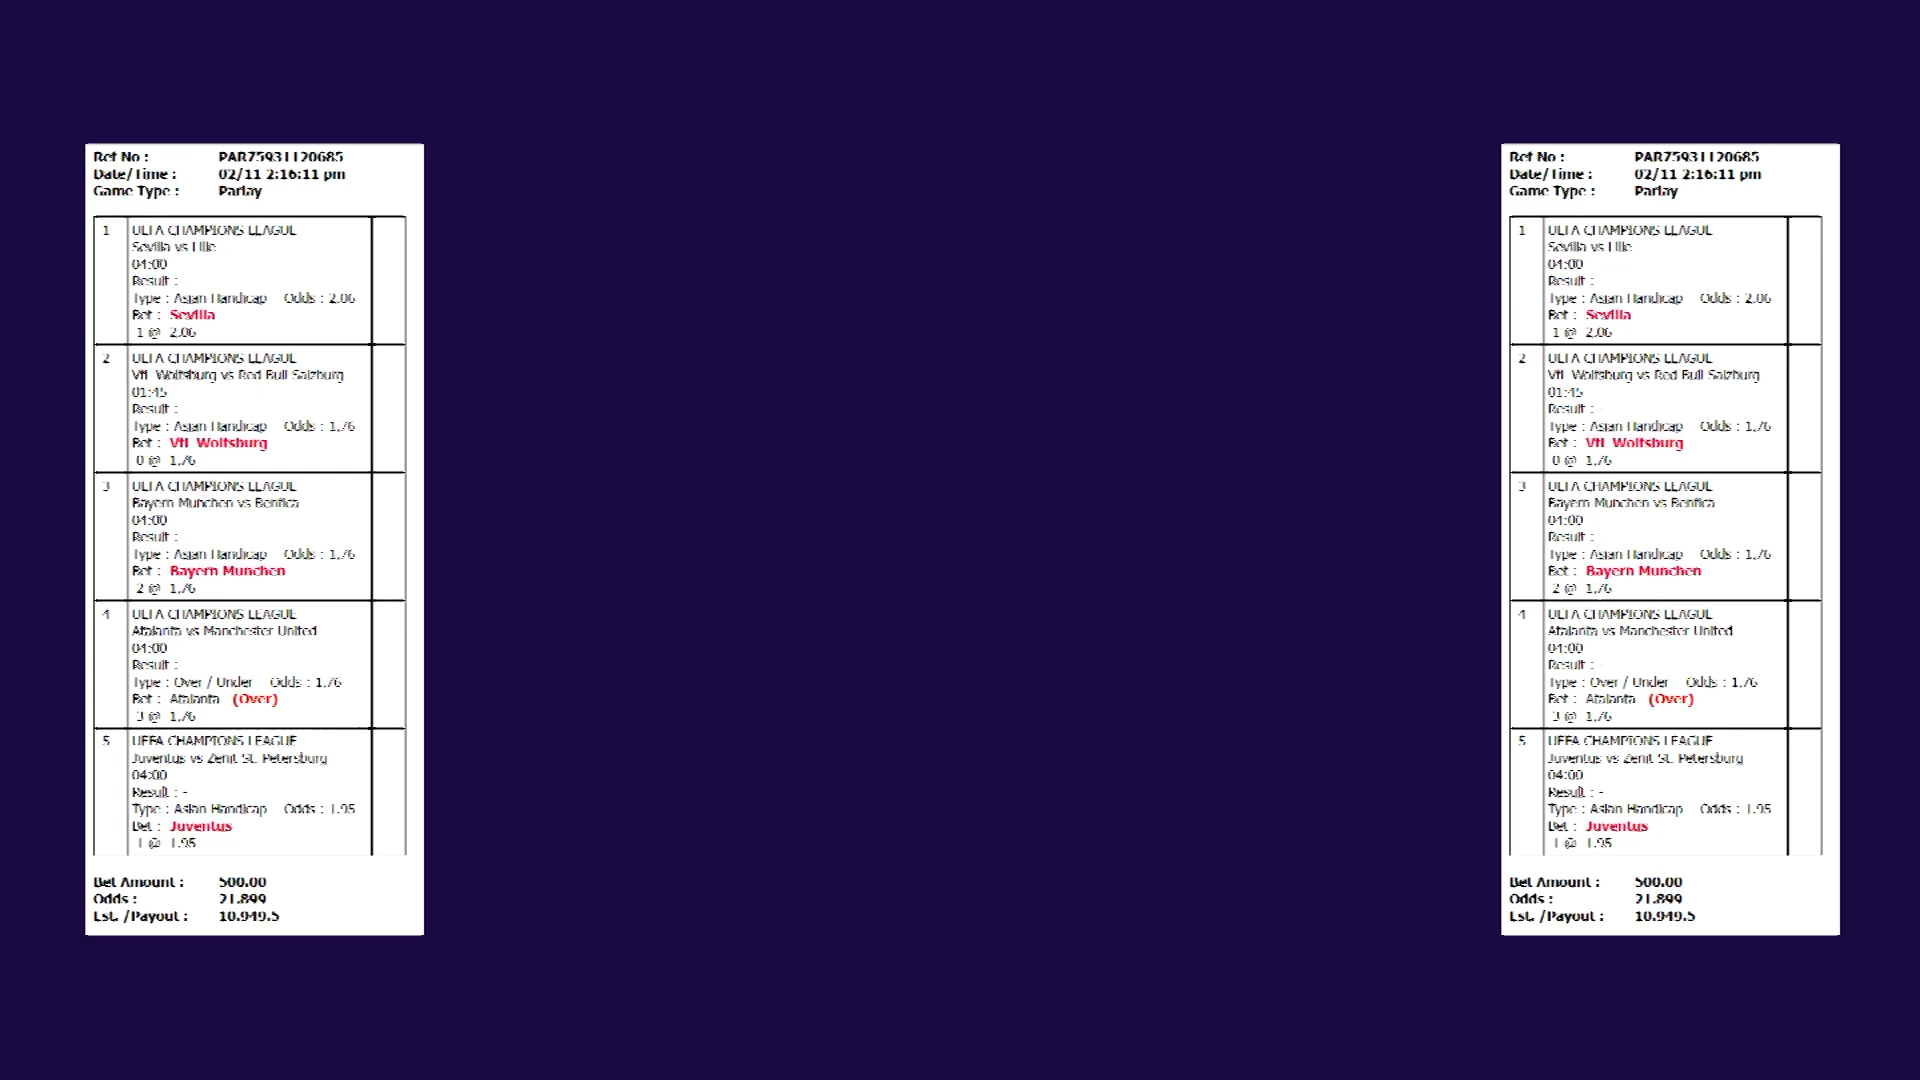 Ref No : PAR75931120685
Date/Time : 02/11 2:16:11 pm
Game Type : Parlay
1 UEFA CHAMPIONS LEAGUE
Sevilla vs Lille
04:00
Result :
Type : Asian Handicap Odds : 2.06
Bet : Sevilla
1 @ 2.06
2 UEFA CHAMPIONS LEAGUE
VfL Wolfsburg vs Red Bull Salzburg
01:45
Result :
Type : Asian Handicap Odds : 1.76
Bet : VfL Wolfsburg
0 @ 1.76
3 UEFA CHAMPIONS LEAGUE
Bayern Munchen vs Benfica
04:00
Result :
Type : Asian Handicap Odds : 1.76
Bet : Bayern Munchen
2 @ 1.76
4 UEFA CHAMPIONS LEAGUE
Atalanta vs Manchester United
04:00
Result :
Type : Over / Under Odds : 1.76
Bet : Atalanta (Over)
3 @ 1.76
5 UEFA CHAMPIONS LEAGUE
Juventus vs Zenit St. Petersburg
04:00
Result : -
Type : Asian Handicap Odds : 1.95
Bet : Juventus
1 @ 1.95
Bet Amount : 500.00
Odds : 21.899
Est. /Payout : 10,949.5
Ref No : PAR75931120685
Date/Time : 02/11 2:16:11 pm
Game Type : Parlay
1 UEFA CHAMPIONS LEAGUE
Sevilla vs Lille
04:00
Result :
Type : Asian Handicap Odds : 2.06
Bet : Sevilla
1 @ 2.06
2 UEFA CHAMPIONS LEAGUE
VfL Wolfsburg vs Red Bull Salzburg
01:45
Result :
Type : Asian Handicap Odds : 1.76
Bet : VfL Wolfsburg
0 @ 1.76
3 UEFA CHAMPIONS LEAGUE
Bayern Munchen vs Benfica
04:00
Result :
Type : Asian Handicap Odds : 1.76
Bet : Bayern Munchen
2 @ 1.76
4 UEFA CHAMPIONS LEAGUE
Atalanta vs Manchester United
04:00
Result :
Type : Over / Under Odds : 1.76
Bet : Atalanta (Over)
3 @ 1.76
5 UEFA CHAMPIONS LEAGUE
Juventus vs Zenit St. Petersburg
04:00
Result : -
Type : Asian Handicap Odds : 1.95
Bet : Juventus
1 @ 1.95
Bet Amount : 500.00
Odds : 21.899
Est. /Payout : 10,949.5